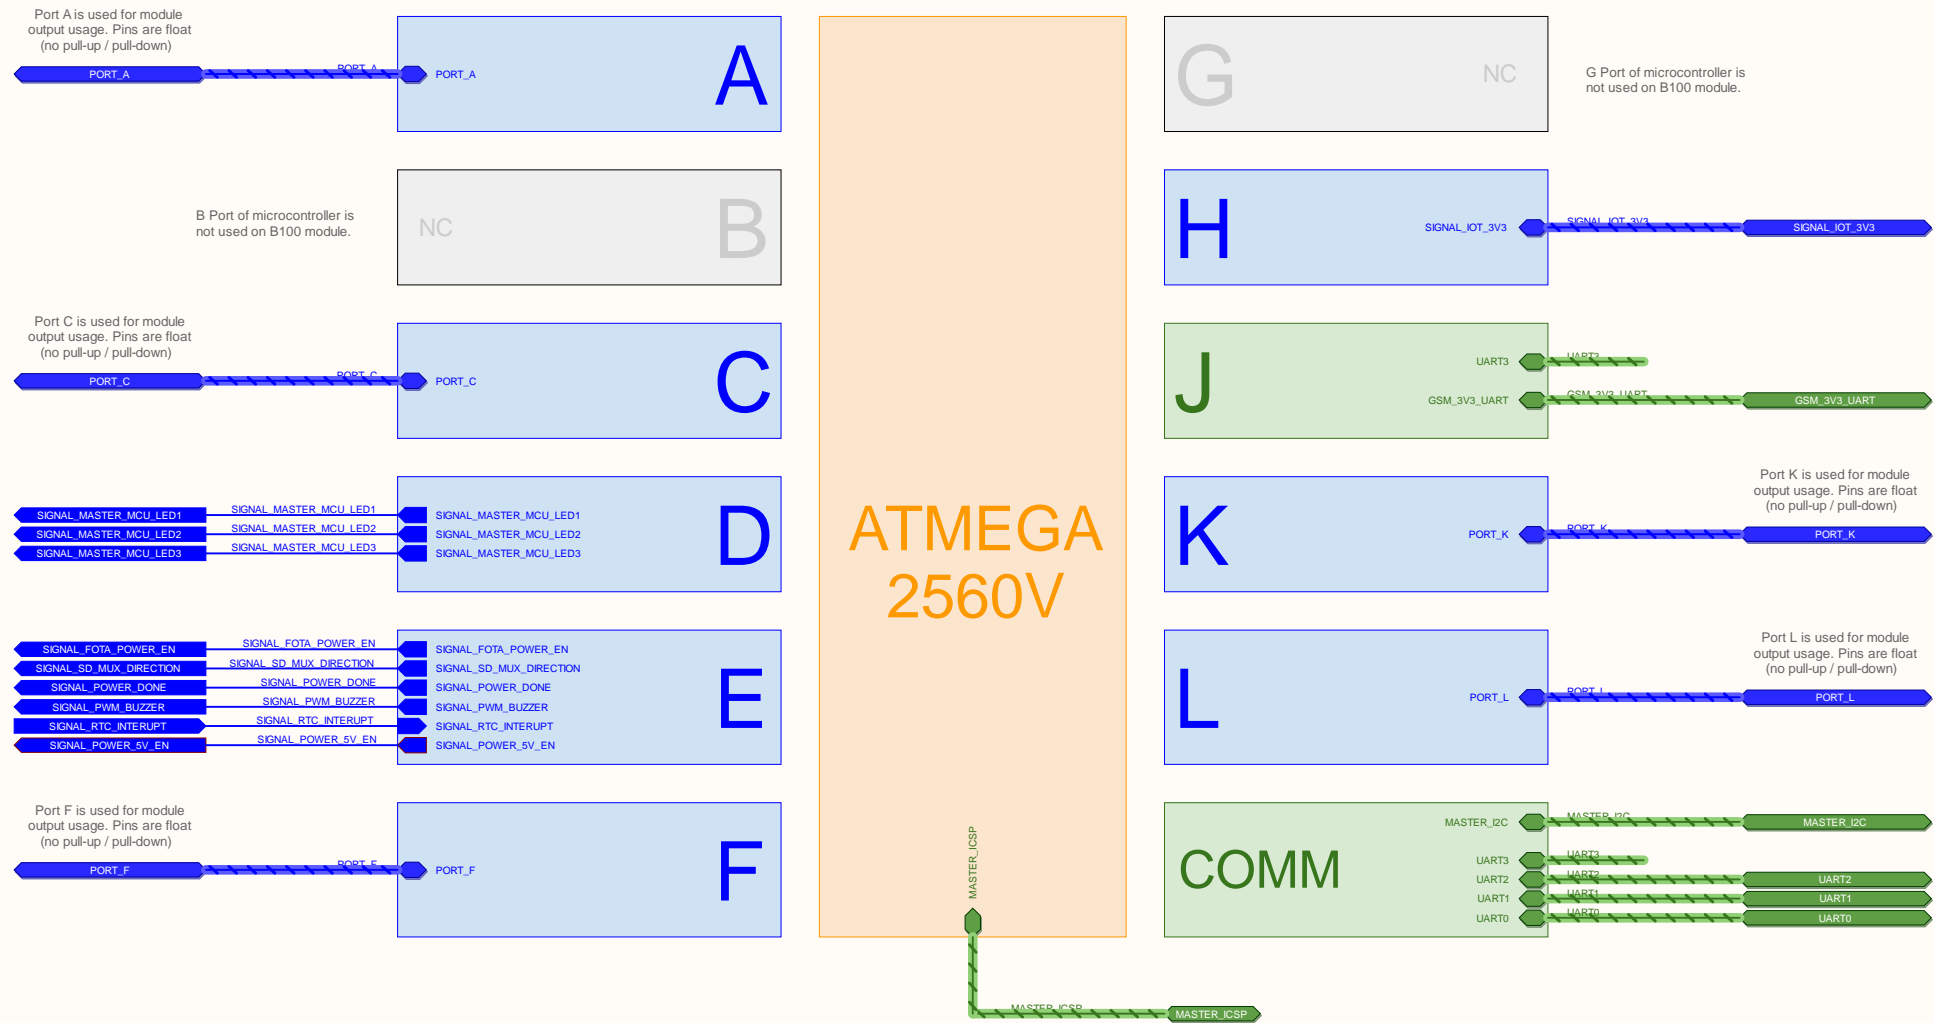 Port A is used for module
output usage. Pins are float
(no pull-up / pull-down)
PORT_A
PORT_A
PORT_A
A
B Port of microcontroller is
not used on B100 module.
NC
B
Port C is used for module
output usage. Pins are float
(no pull-up / pull-down)
PORT_C
PORT_C
PORT_C
C
SIGNAL_MASTER_MCU_LED1
SIGNAL_MASTER_MCU_LED1
SIGNAL_MASTER_MCU_LED1
SIGNAL_MASTER_MCU_LED2
SIGNAL_MASTER_MCU_LED2
SIGNAL_MASTER_MCU_LED2
SIGNAL_MASTER_MCU_LED3
SIGNAL_MASTER_MCU_LED3
SIGNAL_MASTER_MCU_LED3
D
SIGNAL_FOTA_POWER_EN
SIGNAL_FOTA_POWER_EN
SIGNAL_FOTA_POWER_EN
SIGNAL_SD_MUX_DIRECTION
SIGNAL_SD_MUX_DIRECTION
SIGNAL_SD_MUX_DIRECTION
SIGNAL_POWER_DONE
SIGNAL_POWER_DONE
SIGNAL_POWER_DONE
SIGNAL_PWM_BUZZER
SIGNAL_PWM_BUZZER
SIGNAL_PWM_BUZZER
SIGNAL_RTC_INTERUPT
SIGNAL_RTC_INTERUPT
SIGNAL_RTC_INTERUPT
SIGNAL_POWER_5V_EN
SIGNAL_POWER_5V_EN
SIGNAL_POWER_5V_EN
E
Port F is used for module
output usage. Pins are float
(no pull-up / pull-down)
PORT_F
PORT_F
PORT_F
F
ATMEGA
2560V
MASTER_ICSP
MASTER_ICSP
MASTER_ICSP
G
NC
G Port of microcontroller is
not used on B100 module.
H
SIGNAL_IOT_3V3
SIGNAL_IOT_3V3
SIGNAL_IOT_3V3
J
UART3
UART3
GSM_3V3_UART
GSM_3V3_UART
GSM_3V3_UART
Port K is used for module
output usage. Pins are float
(no pull-up / pull-down)
K
PORT_K
PORT_K
PORT_K
Port L is used for module
output usage. Pins are float
(no pull-up / pull-down)
L
PORT_L
PORT_L
PORT_L
COMM
MASTER_I2C
MASTER_I2C
MASTER_I2C
UART3
UART3
UART2
UART2
UART2
UART1
UART1
UART1
UART0
UART0
UART0